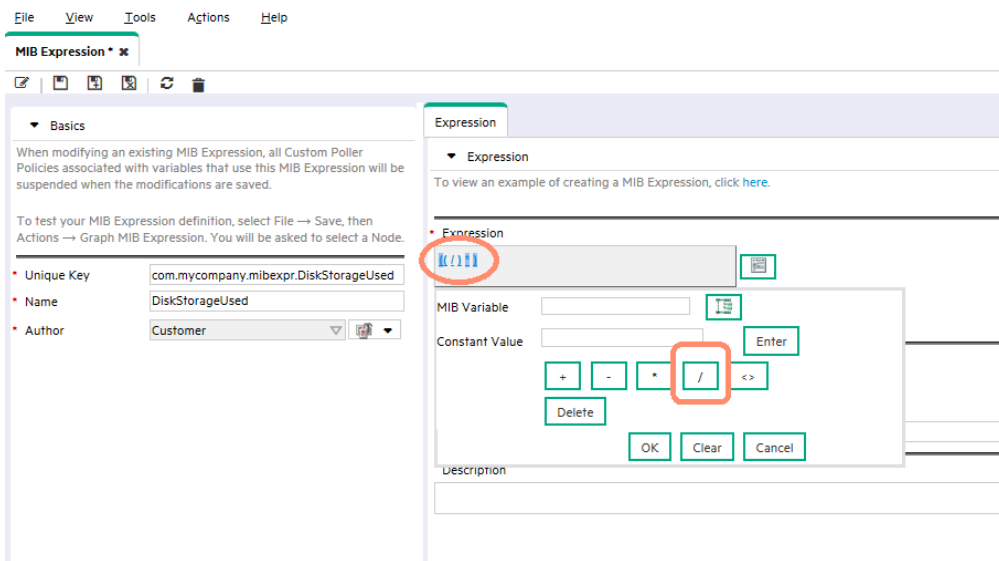 File View Tools Actions Help
MIB Expression * ✖
Basics
When modifying an existing MIB Expression, all Custom Poller
Policies associated with variables that use this MIB Expression will be
suspended when the modifications are saved.
To test your MIB Expression definition, select File → Save, then
Actions → Graph MIB Expression. You will be asked to select a Node.
* Unique Key com.mycompany.mibexpr.DiskStorageUsed
* Name DiskStorageUsed
* Author Customer
Expression
Expression
To view an example of creating a MIB Expression, click here.
* Expression
MIB Variable
Constant Value Enter
+ - * / <>
Delete
OK Clear Cancel
Description